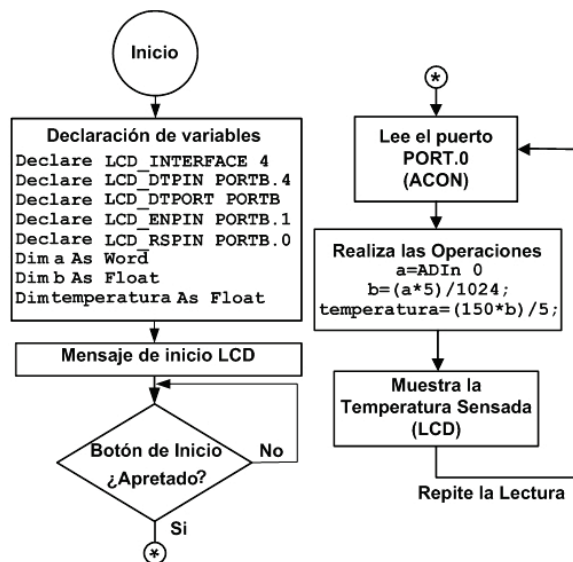 Inicio
Declaración de variables
Declare LCD_INTERFACE 4
Declare LCD_DTPIN PORTB.4
Declare LCD_DTPORT PORTB
Declare LCD_ENPIN PORTB.1
Declare LCD_RSPIN PORTB.0
Dim a As Word
Dim b As Float
Dim temperatura As Float
Mensaje de inicio LCD
Botón de Inicio
¿Apretado?
No
Si
*
*
Lee el puerto
PORT.0
(ACON)
Realiza las Operaciones
a=ADIn 0
b=(a*5)/1024;
temperatura=(150*b)/5;
Muestra la
Temperatura Sensada
(LCD)
Repite la Lectura